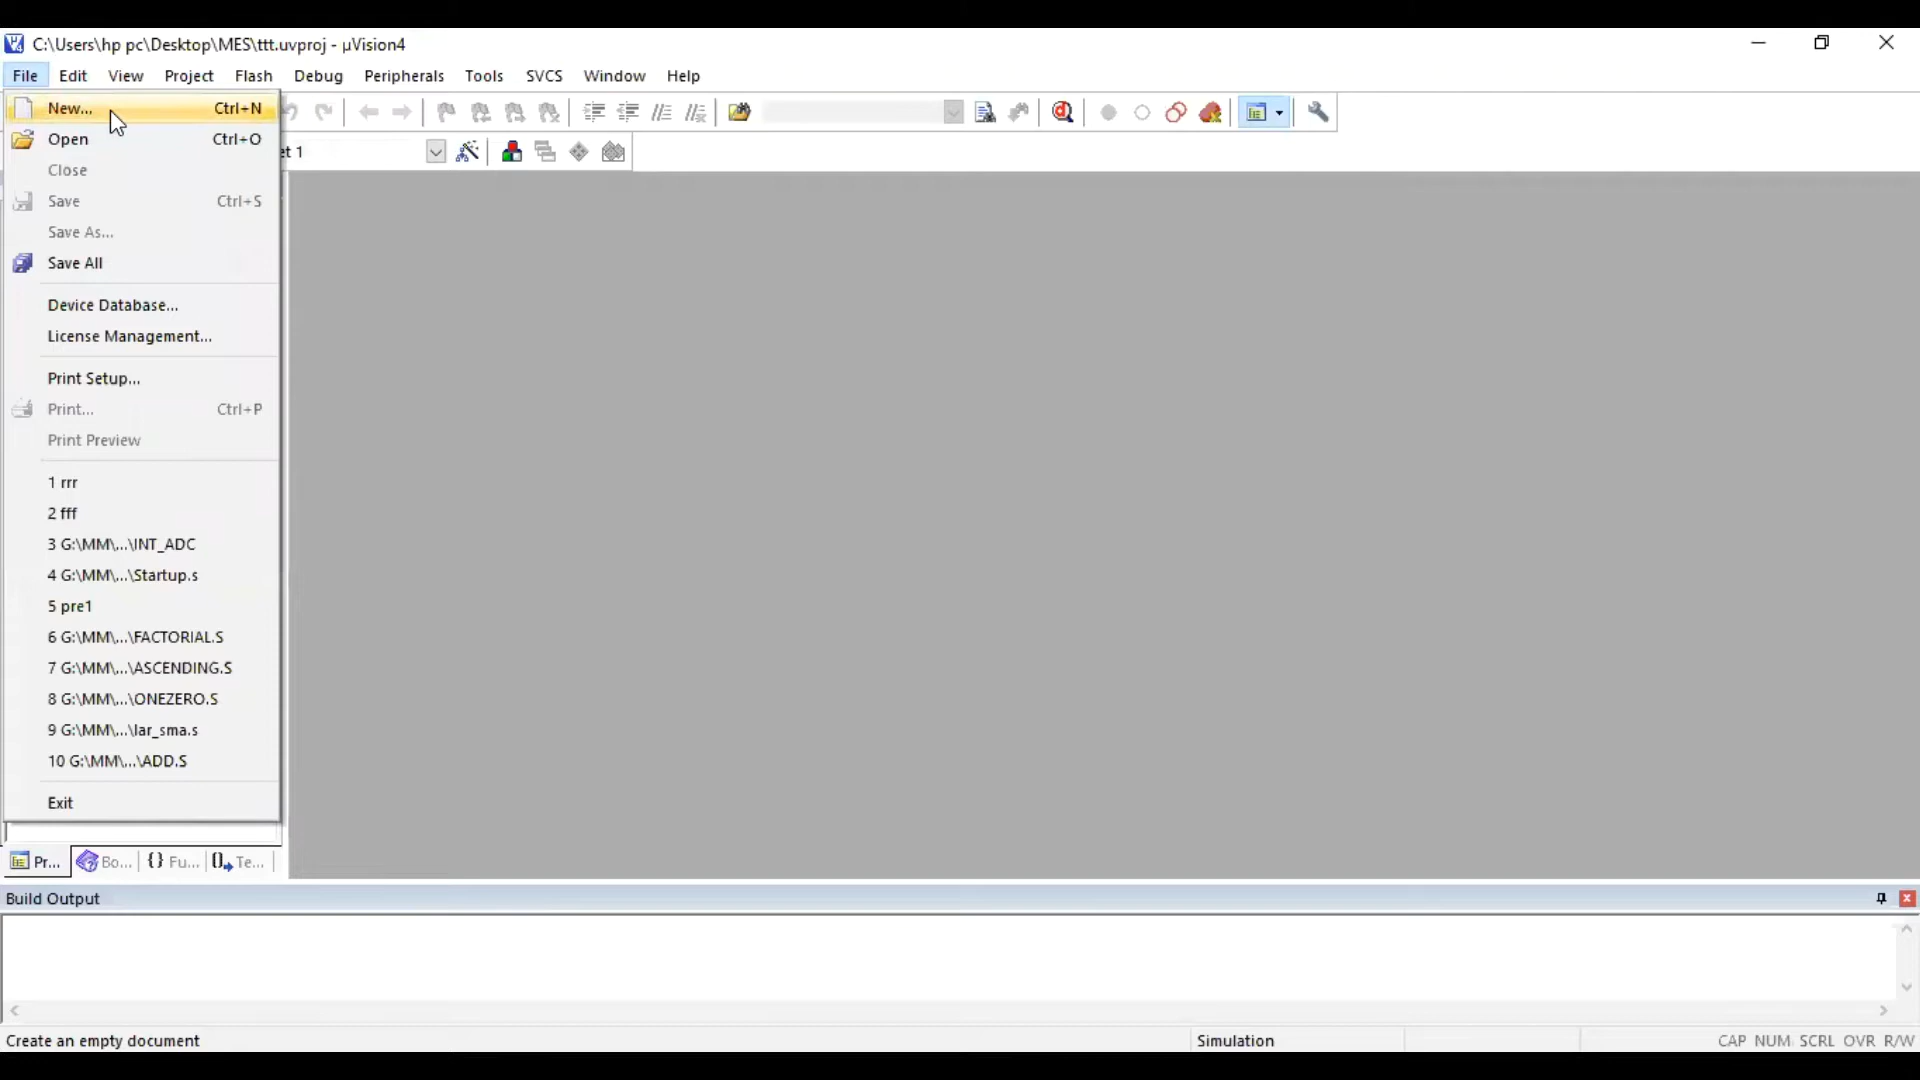 C:\Users\hp pc\Desktop\MES\ttt.uvproj - µVision4
File Edit View Project Flash Debug Peripherals Tools SVCS Window Help
New... Ctrl+N
Open Ctrl+O
et 1
Close
Save Ctrl+S
Save As...
Save All
Device Database...
License Management...
Print Setup...
Print... Ctrl+P
Print Preview
1 rrr
2 fff
3 G:\MM\...\INT_ADC
4 G:\MM\...\Startup.s
5 pre1
6 G:\MM\...\FACTORIAL.S
7 G:\MM\...\ASCENDING.S
8 G:\MM\...\ONEZERO.S
9 G:\MM\...\lar_sma.s
10 G:\MM\...\ADD.S
Exit
Pr... Bo... {} Fu... Te...
Build Output
Create an empty document Simulation CAP NUM SCRL OVR R/W